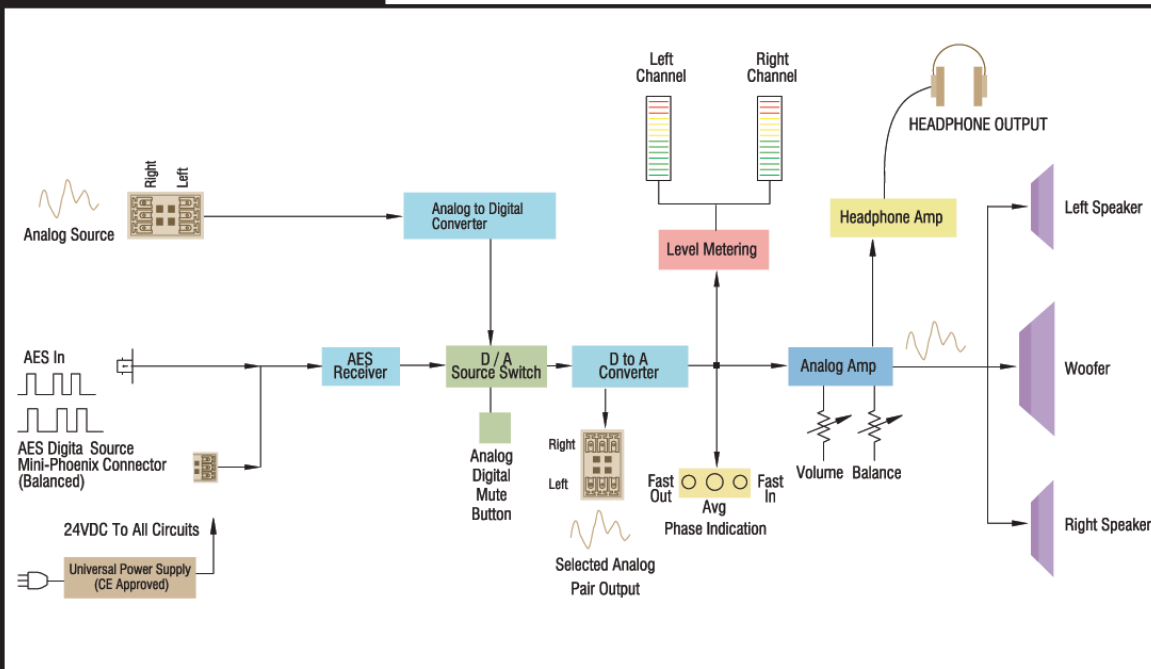 Left
Channel
Right
Channel
HEADPHONE OUTPUT
Right
Left
Analog Source
Analog to Digital
Converter
Level Metering
Headphone Amp
Left Speaker
AES In
AES
Receiver
D / A
Source Switch
D to A
Converter
Analog Amp
Woofer
AES Digita Source
Mini-Phoenix Connector
(Balanced)
Analog
Digital
Mute
Button
Right
Left
Fast
Out
Avg
Fast
In
Phase Indication
Volume
Balance
Selected Analog
Pair Output
Right Speaker
24VDC To All Circuits
Universal Power Supply
(CE Approved)